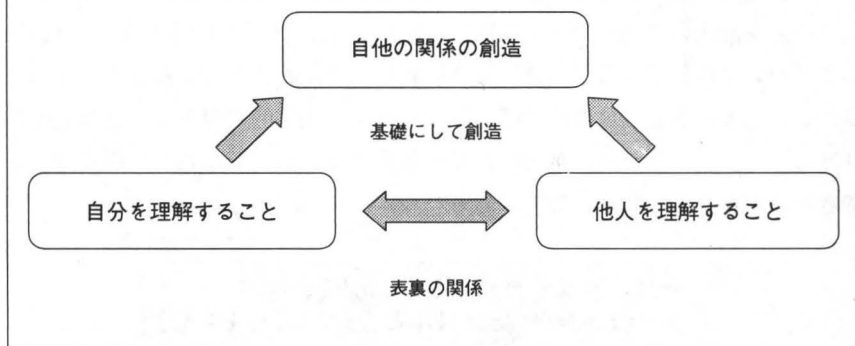 自他の関係の創造
基礎にして創造
自分を理解すること
他人を理解すること
表裏の関係